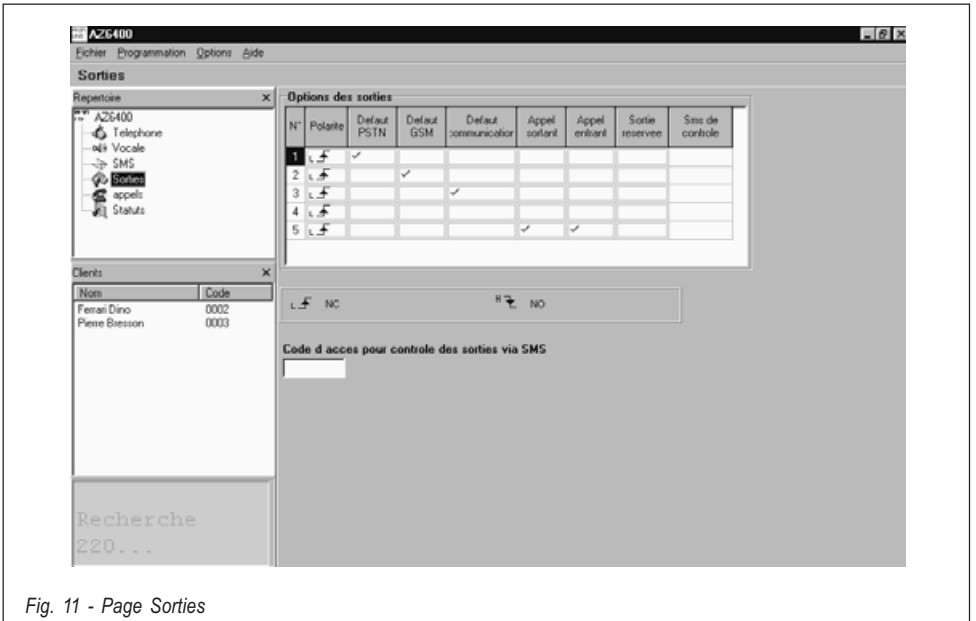 AZ6400
Fichier Programmation Options Aide
Sorties
Repertoire
AZ6400
Telephone
Vocale
SMS
Sorties
appels
Statuts
Clients
Nom Code
Ferrari Dino 0002
Pierre Bresson 0003
Recherche
220...
Options des sorties
N° Polarite Defaut PSTN Defaut GSM Defaut communication Appel sortant Appel entrant Sortie reservee Sms de controle
1 L
2 L
3 L
4 L
5 L
L NC H NO
Code d acces pour controle des sorties via SMS
Fig. 11 - Page Sorties